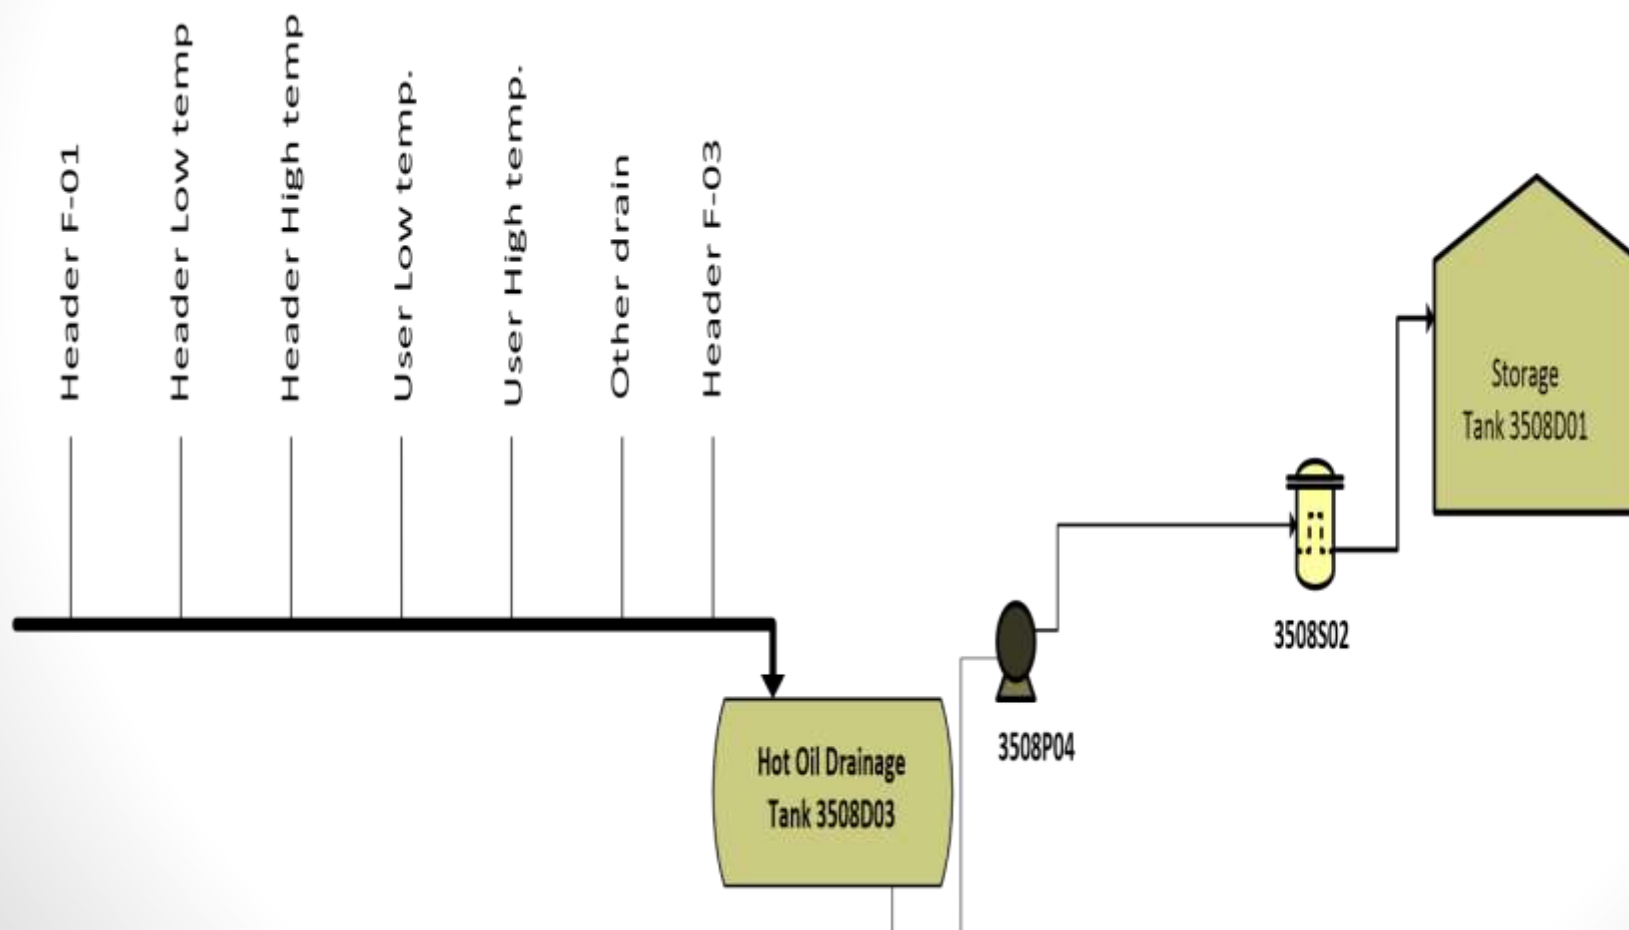 Header F-01
Header Low temp
Header High temp
User Low temp.
User High temp.
Other drain
Header F-03
Storage
Tank 3508D01
3508S02
3508P04
Hot Oil Drainage
Tank 3508D03